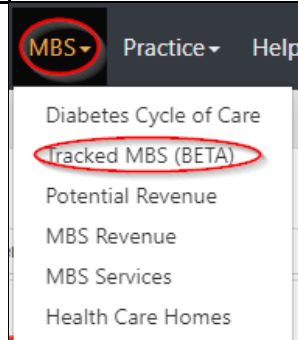 MBS Practice Help
Diabetes Cycle of Care
Tracked MBS (BETA)
Potential Revenue
MBS Revenue
MBS Services
Health Care Homes